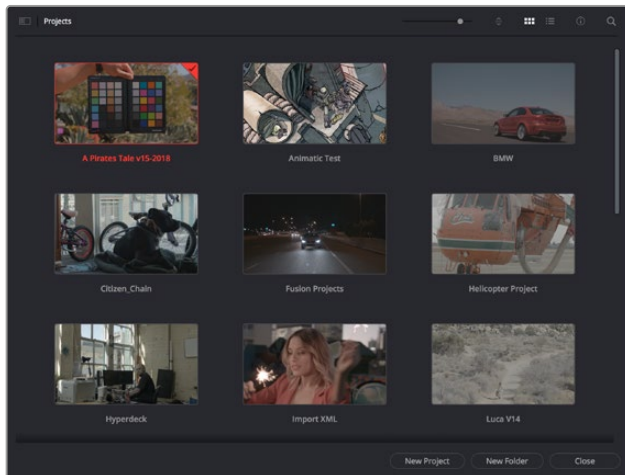 Projects
A Pirates Tale v15-2018
Animatic Test
BMW
Citizen_Chain
Fusion Projects
Helicopter Project
Hyperdeck
Import XML
Luca V14
New Project
New Folder
Close